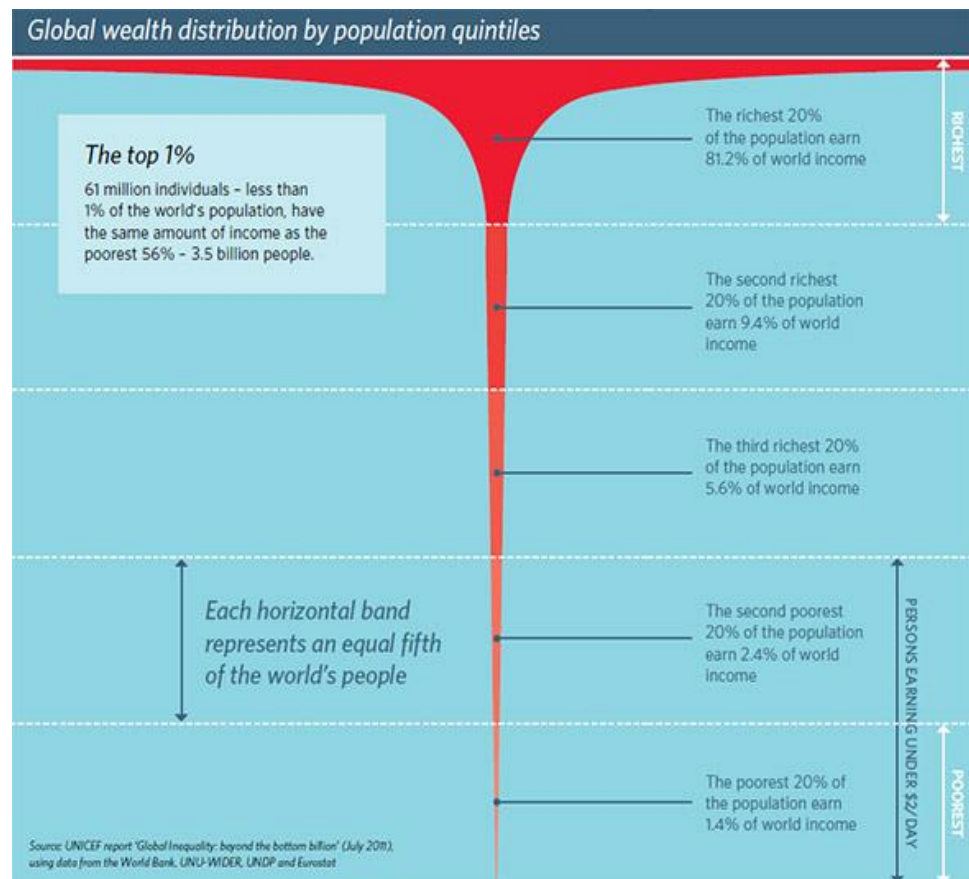 Global wealth distribution by population quintiles
The top 1%
61 million individuals – less than
1% of the world's population, have
the same amount of income as the
poorest 56% – 3.5 billion people.
The richest 20%
of the population earn
81.2% of world income
RICHEST
The second richest
20% of the population
earn 9.4% of world
income
The third richest 20%
of the population earn
5.6% of world income
Each horizontal band
represents an equal fifth
of the world's people
The second poorest
20% of the population
earn 2.4% of world
income
PERSONS EARNING UNDER $2/DAY
The poorest 20% of
the population earn
1.4% of world income
POOREST
Source: UNICEF report 'Global Inequality: beyond the bottom billion' (July 2011),
using data from the World Bank, UNU-WIDER, UNDP and Eurostat